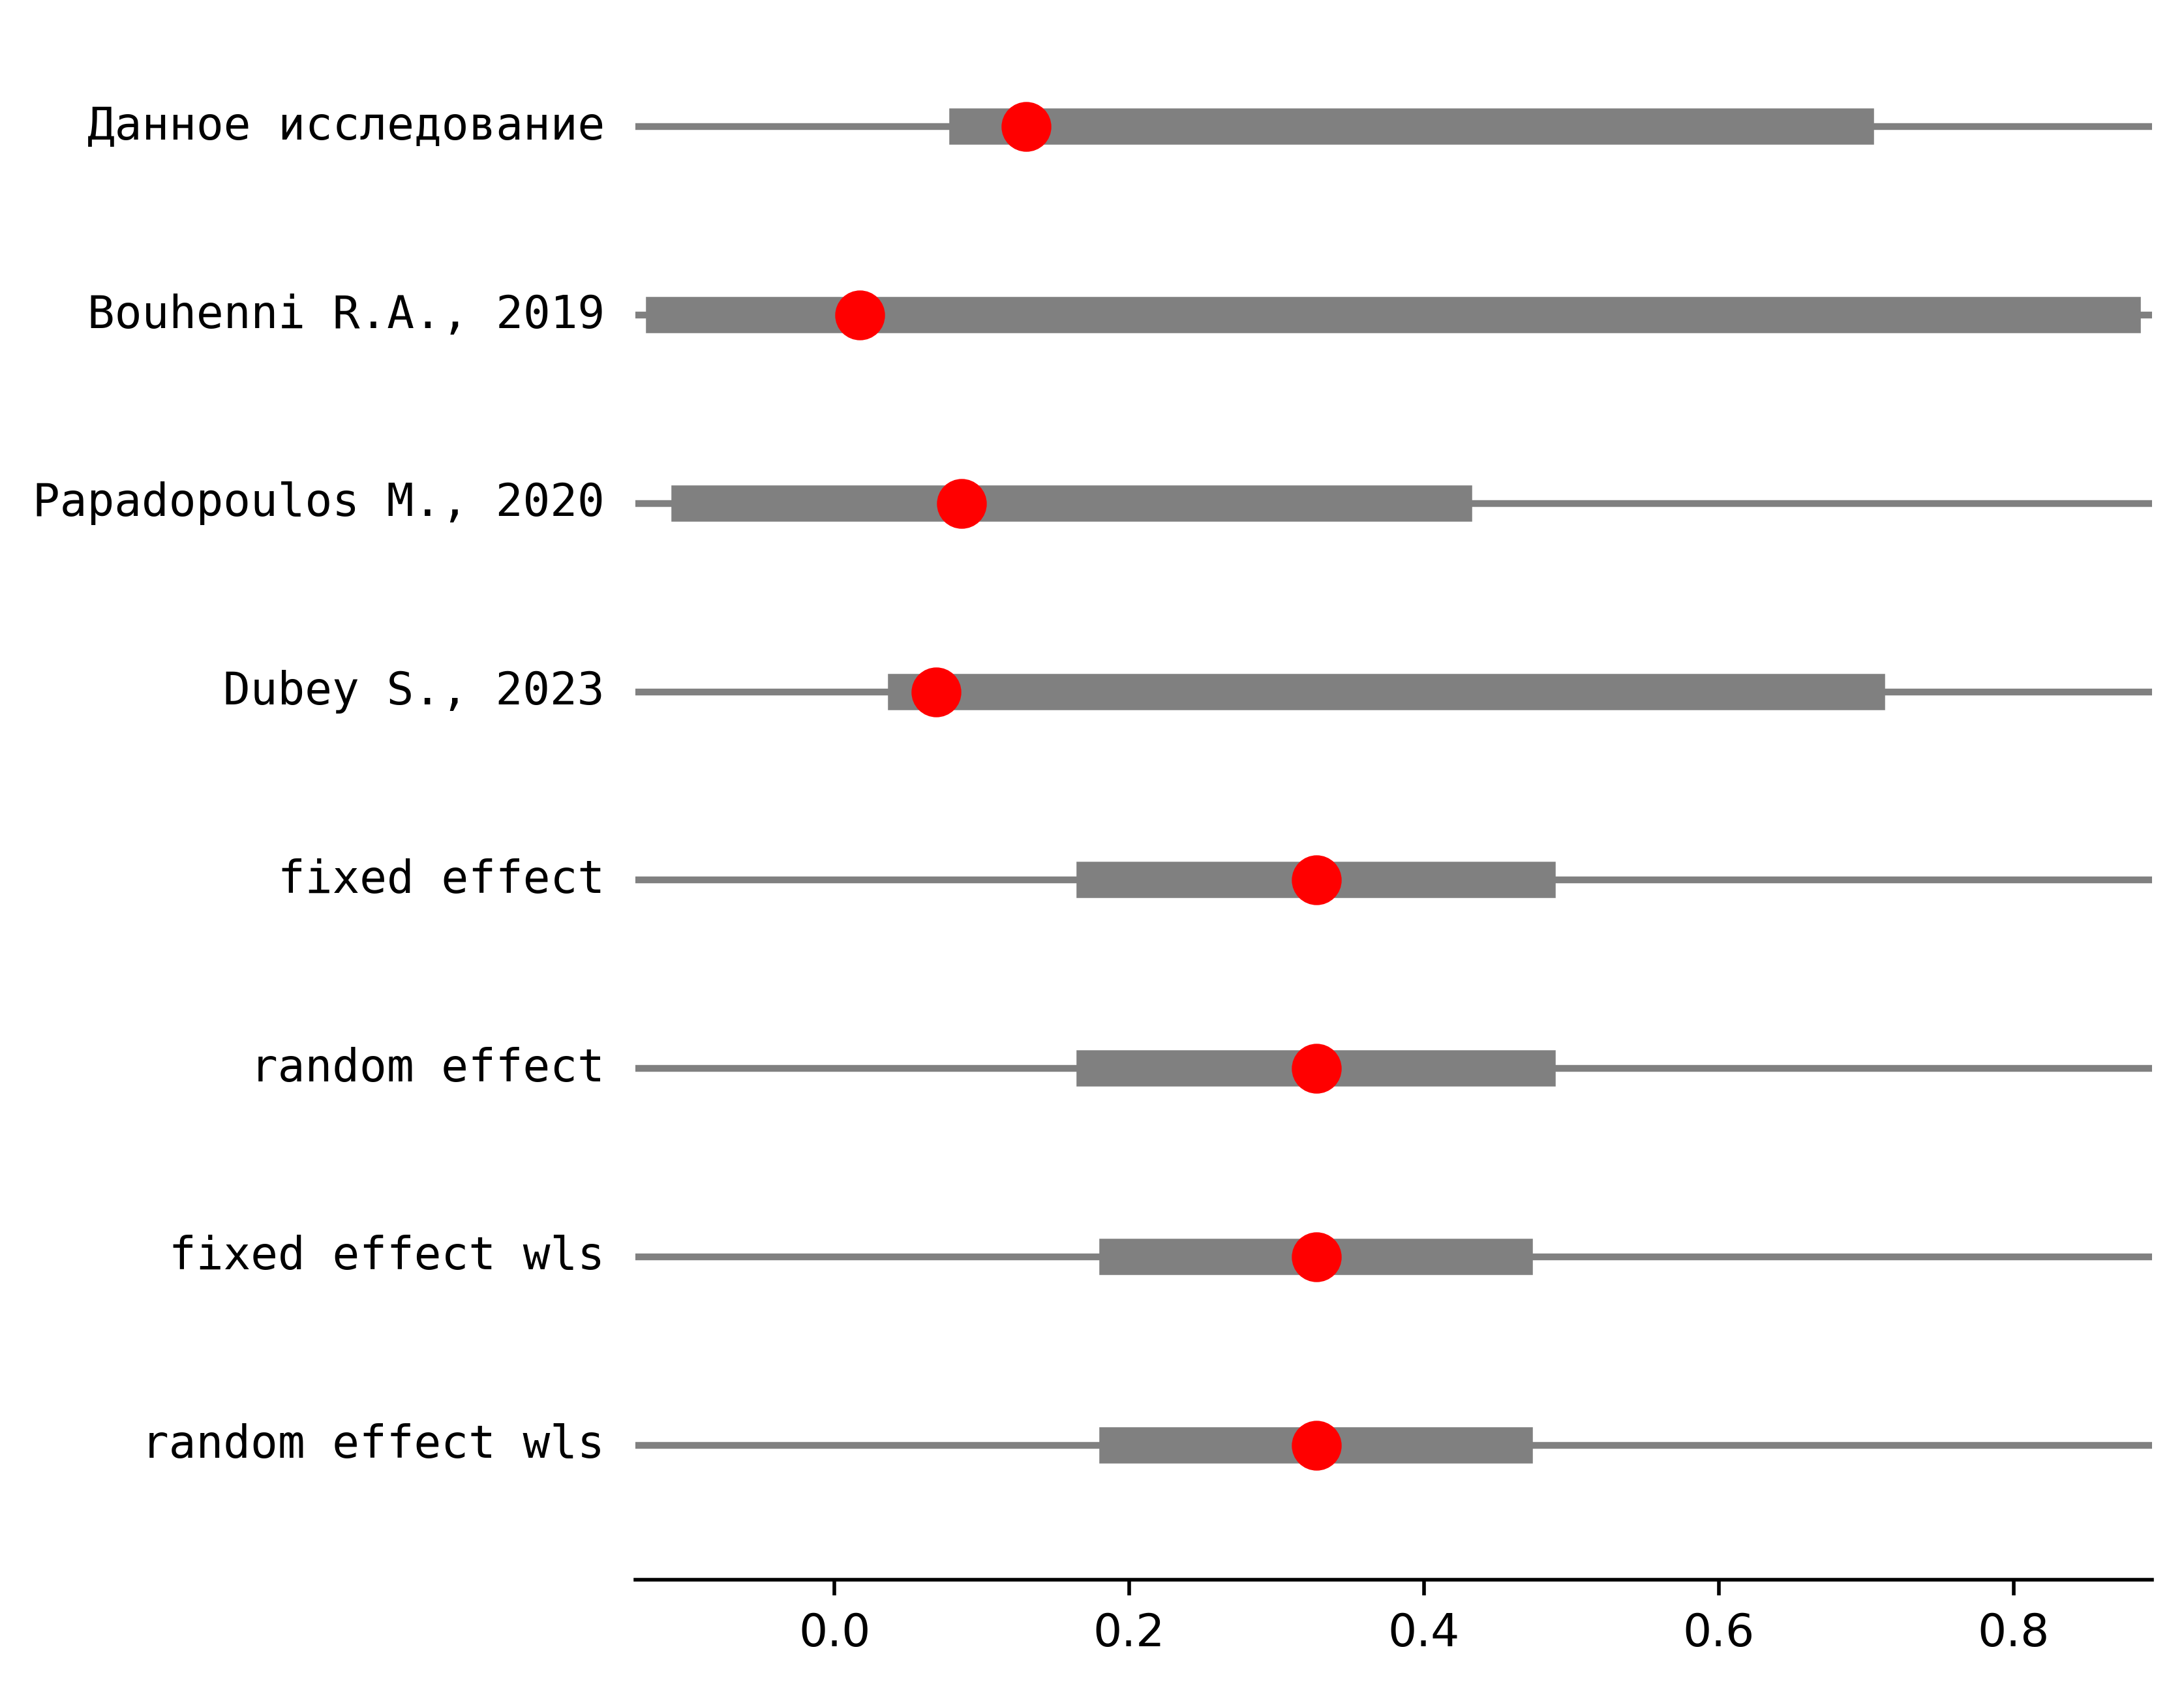 Данное исследование
Bouhenni R.A., 2019
Papadopoulos M., 2020
Dubey S., 2023
fixed effect
random effect
fixed effect wls
random effect wls
0.0 0.2 0.4 0.6 0.8